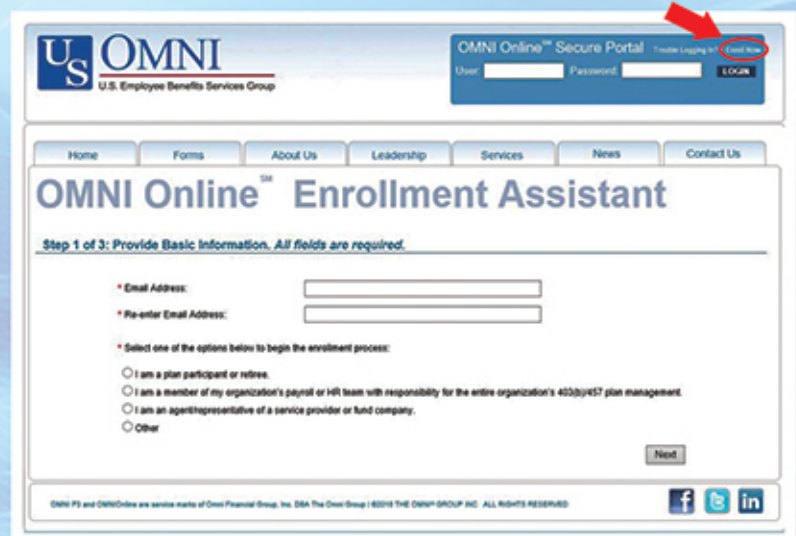 US OMNI
U.S. Employee Benefits Services Group
OMNI Online℠ Secure Portal Trouble Logging In? Enroll Now
User: Password: LOGIN
Home Forms About Us Leadership Services News Contact Us
OMNI Online℠ Enrollment Assistant
Step 1 of 3: Provide Basic Information. All fields are required.
* Email Address:
* Re-enter Email Address:
* Select one of the options below to begin the enrollment process:
I am a plan participant or retiree.
I am a member of my organization's payroll or HR team with responsibility for the entire organization's 403(b)/457 plan management.
I am an agent/representative of a service provider or fund company.
Other
Next
OMNI P3 and OMNIOnline are service marks of Omni Financial Group, Inc. DBA The Omni Group | ©2010 THE OMNI® GROUP INC. ALL RIGHTS RESERVED
f t in